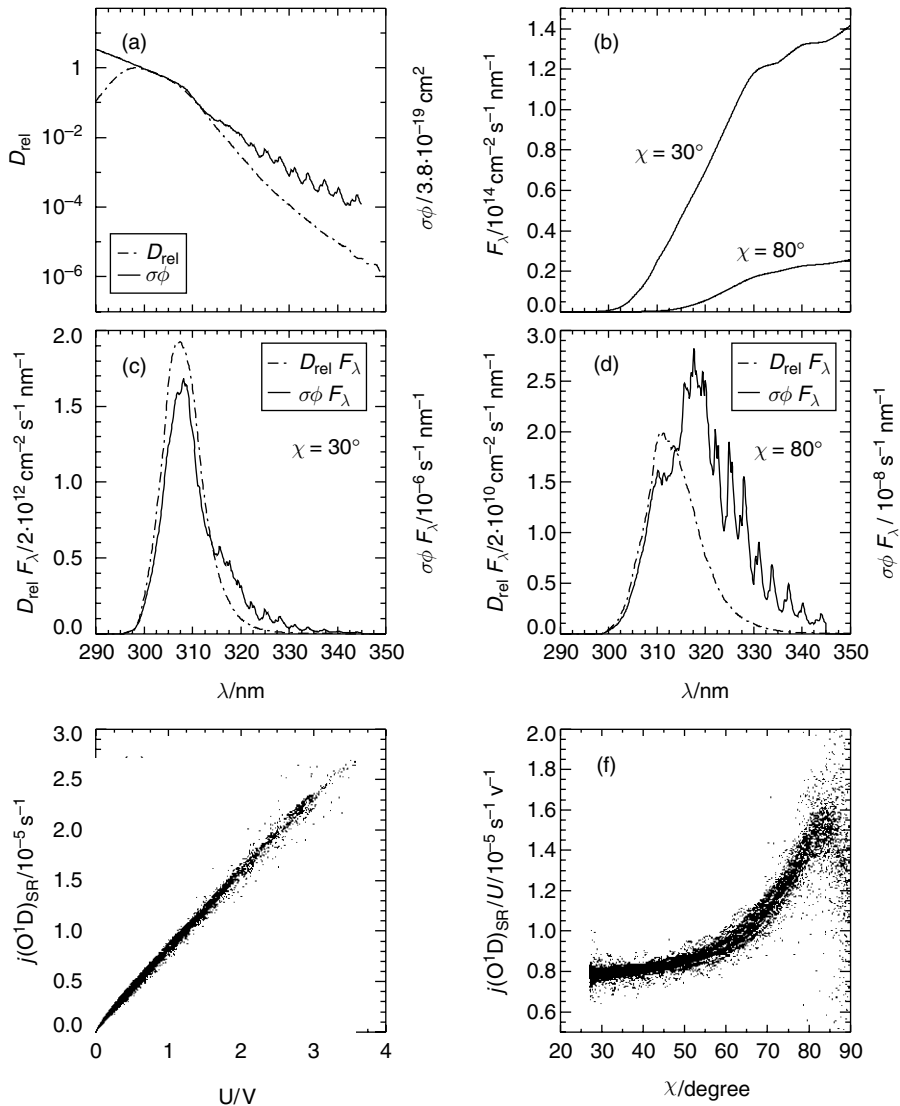 (a)
1
10⁻²
10⁻⁴
10⁻⁶
D_rel
D_rel
σϕ
σϕ/3.8·10⁻¹⁹ cm²
(b)
1.4
1.2
1.0
0.8
0.6
0.4
0.2
0.0
F_λ/10¹⁴ cm⁻² s⁻¹ nm⁻¹
χ = 30°
χ = 80°
(c)
2.0
1.5
1.0
0.5
0.0
D_rel F_λ/2·10¹² cm⁻² s⁻¹ nm⁻¹
D_rel F_λ
σϕ F_λ
χ = 30°
σϕ F_λ/10⁻⁶ s⁻¹ nm⁻¹
290 300 310 320 330 340 350
λ/nm
(d)
3.0
2.5
2.0
1.5
1.0
0.5
0.0
D_rel F_λ/2·10¹⁰ cm⁻² s⁻¹ nm⁻¹
D_rel F_λ
σϕ F_λ
χ = 80°
σϕ F_λ / 10⁻⁸ s⁻¹ nm⁻¹
290 300 310 320 330 340 350
λ/nm
3.0
2.5
2.0
1.5
1.0
0.5
0.0
j(O¹D)_SR/10⁻⁵ s⁻¹
0 1 2 3 4
U/V
(f)
2.0
1.8
1.6
1.4
1.2
1.0
0.8
0.6
j(O¹D)_SR/U/10⁻⁵ s⁻¹ v⁻¹
20 30 40 50 60 70 80 90
χ/degree